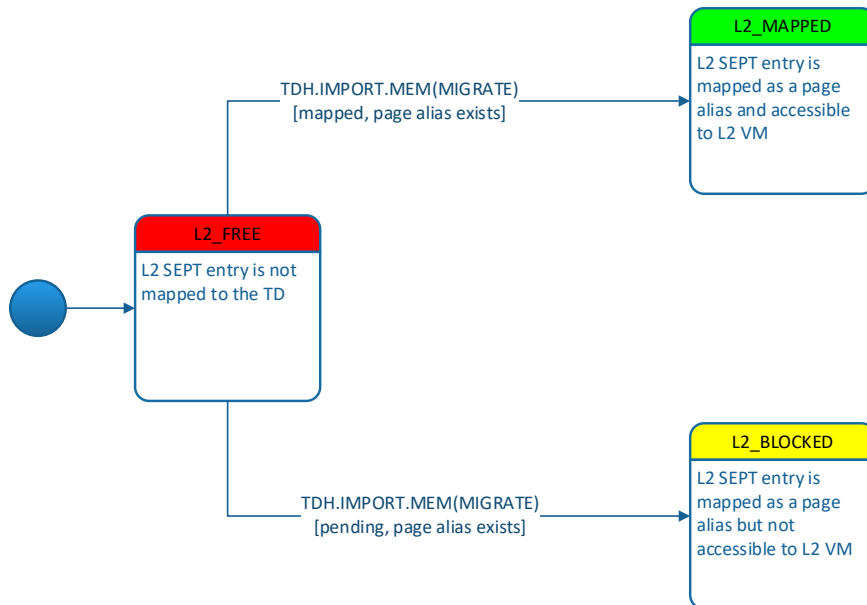 L2_MAPPED
L2 SEPT entry is
mapped as a page
alias and accessible
to L2 VM
TDH.IMPORT.MEM(MIGRATE)
[mapped, page alias exists]
L2_FREE
L2 SEPT entry is not
mapped to the TD
L2_BLOCKED
L2 SEPT entry is
mapped as a page
alias but not
accessible to L2 VM
TDH.IMPORT.MEM(MIGRATE)
[pending, page alias exists]